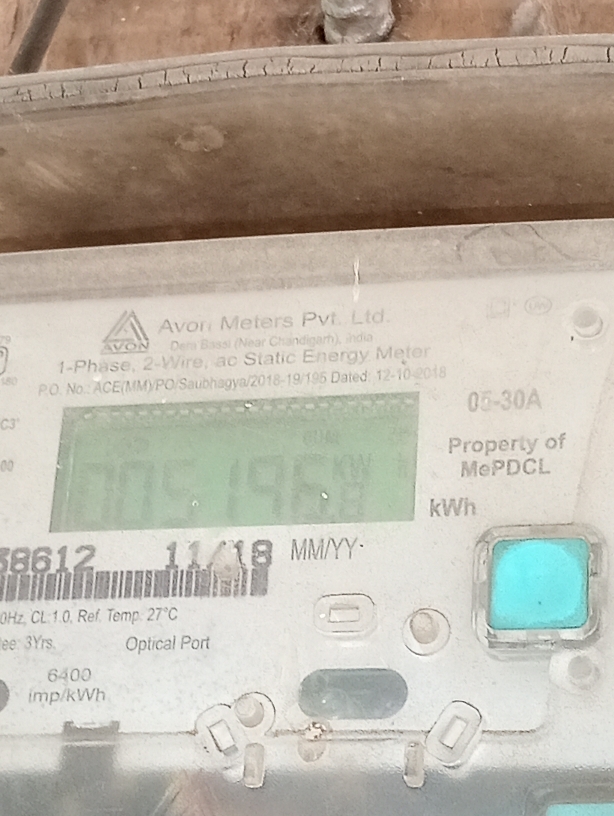 Avon Meters Pvt. Ltd.
AVON
Dera Bassi (Near Chandigarh), India
1-Phase, 2-Wire, ac Static Energy Meter
P.O. No.: ACE(MM)/PO/Saubhagya/2018-19/195 Dated: 12-10-2018
05-30A
Property of
MePDCL
kWh
38612
11/18 MM/YY
0Hz, CL:1.0, Ref. Temp. 27°C
ee: 3Yrs.
Optical Port
6400
imp/kWh